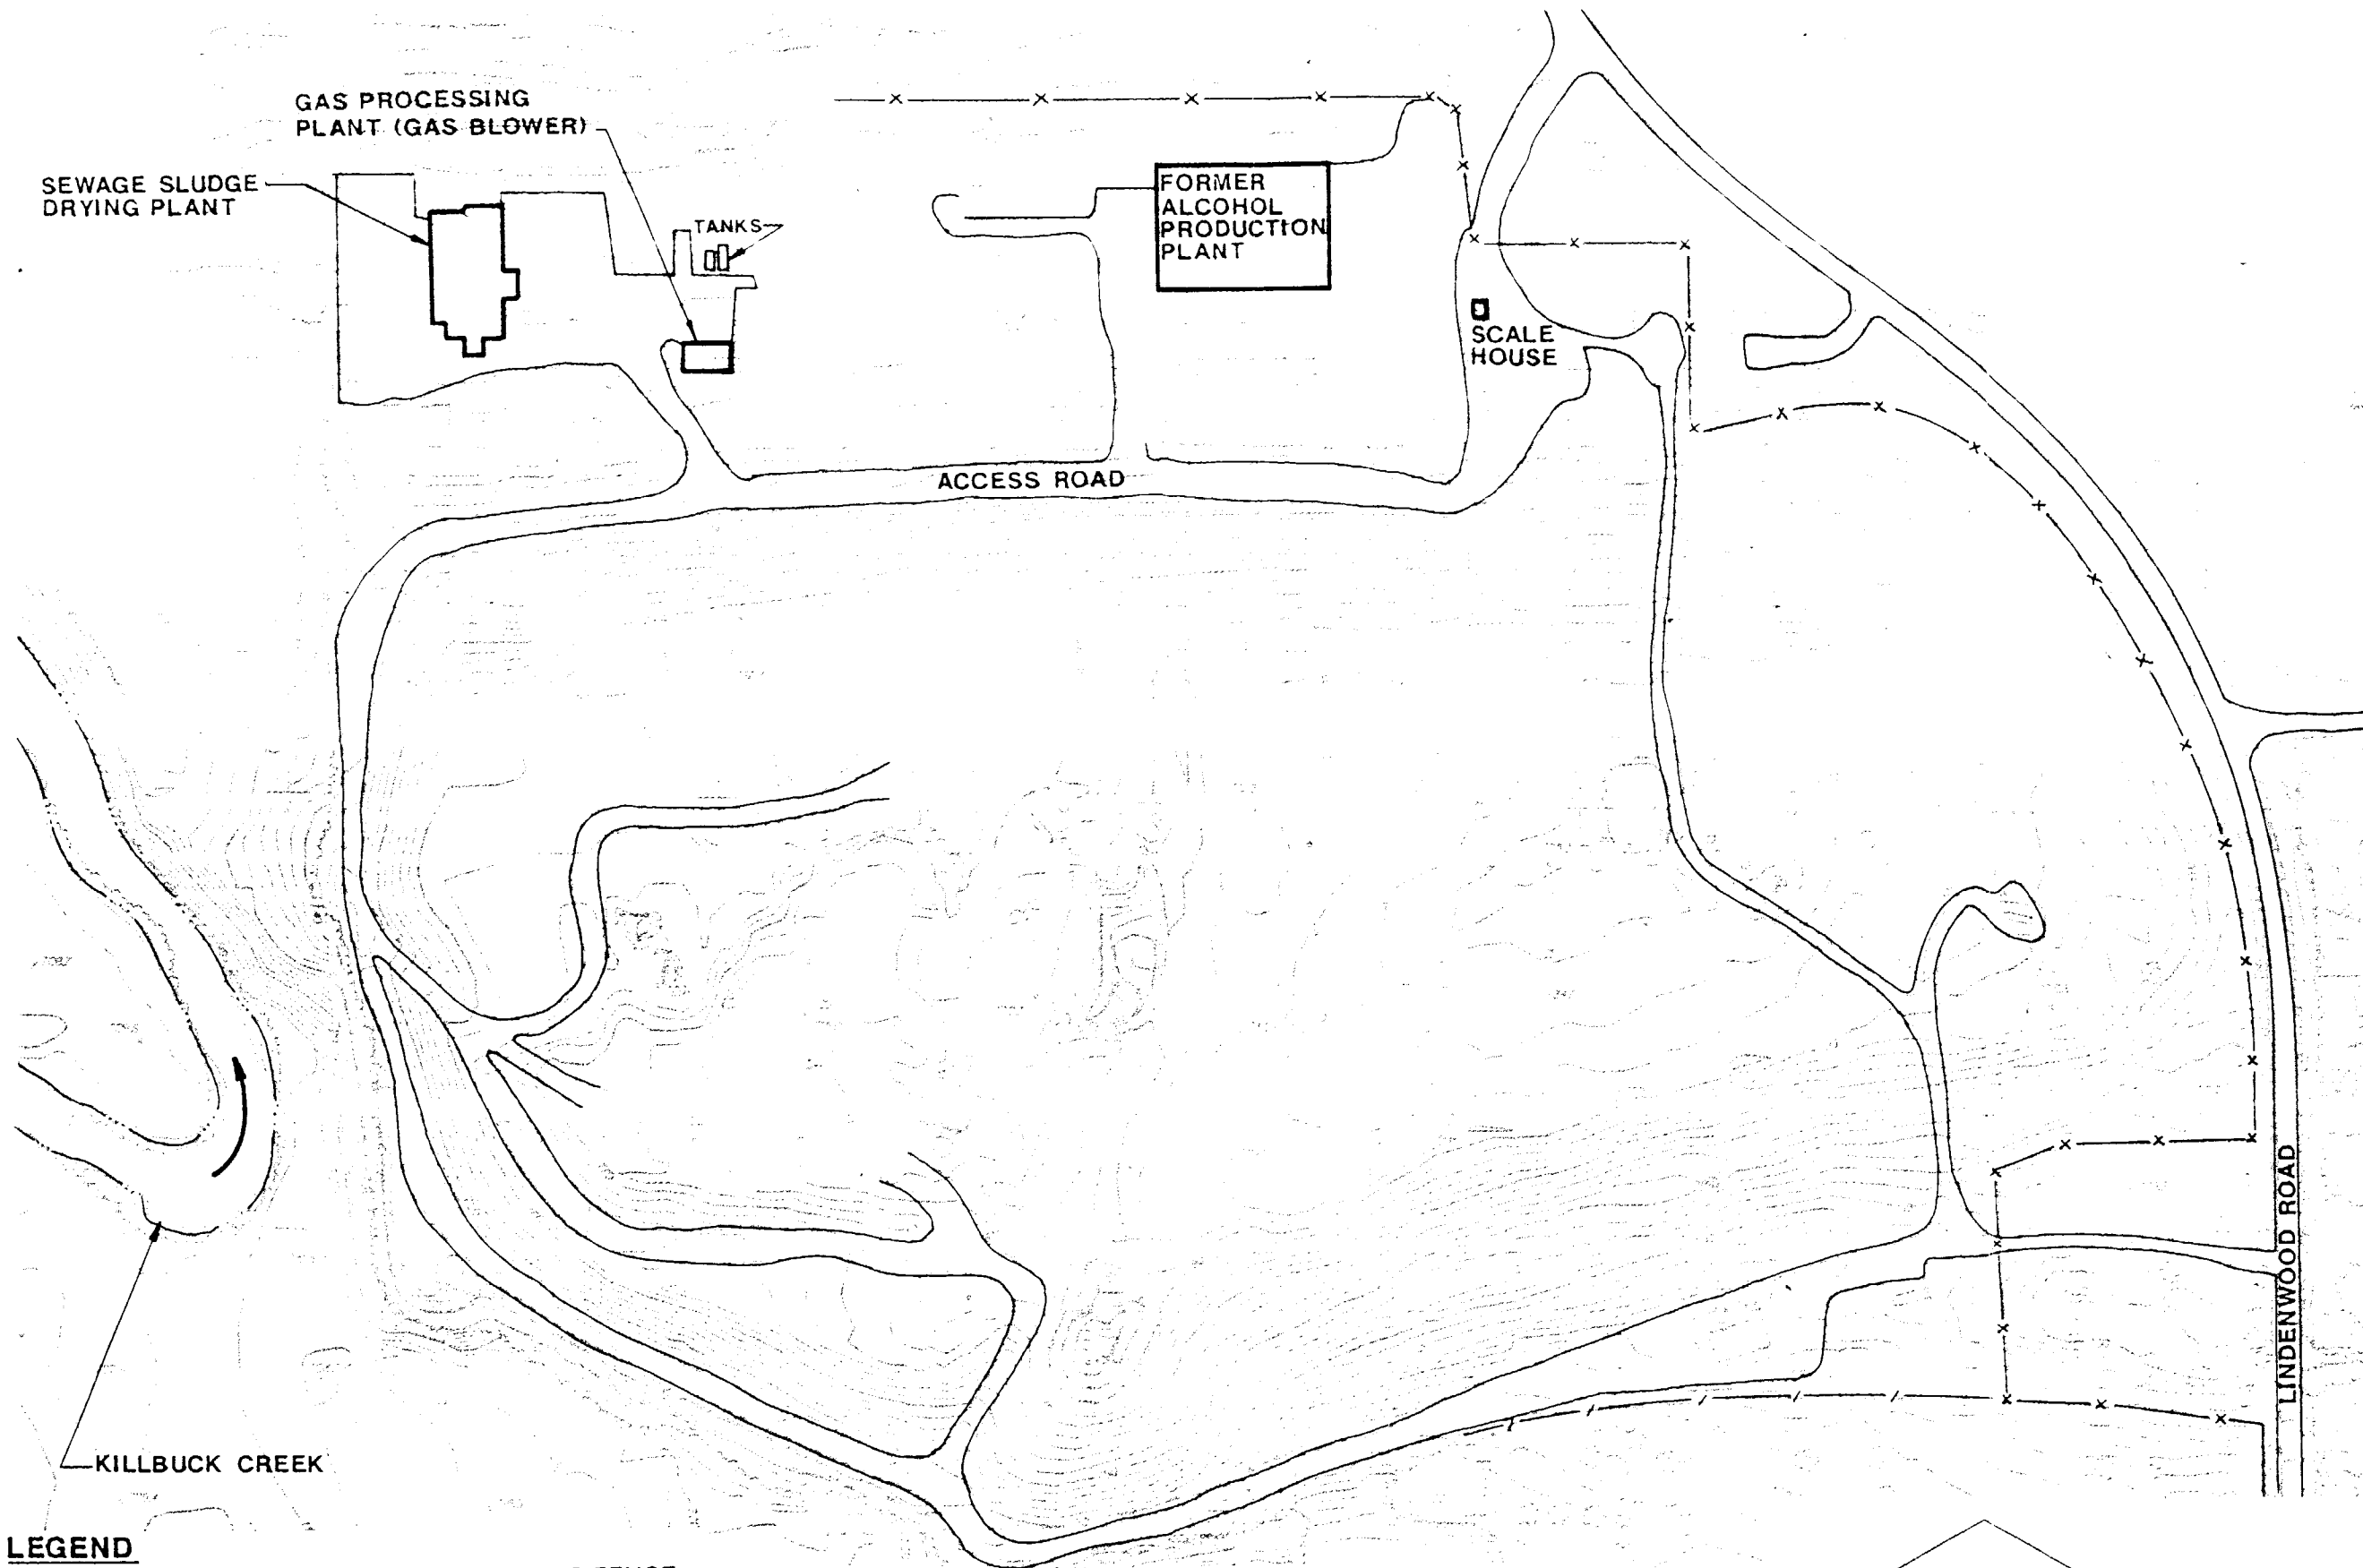 GAS PROCESSING
PLANT (GAS BLOWER)
SEWAGE SLUDGE
DRYING PLANT
TANKS
FORMER
ALCOHOL
PRODUCTION
PLANT
SCALE
HOUSE
ACCESS ROAD
LINDENWOOD ROAD
KILLBUCK CREEK
LEGEND